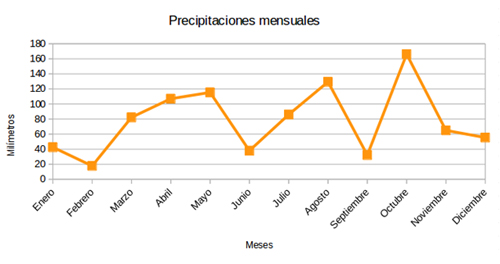 Precipitaciones mensuales
180
160
140
120
100
80
60
40
20
0
Milímetros
Enero
Febrero
Marzo
Abril
Mayo
Junio
Julio
Agosto
Septiembre
Octubre
Noviembre
Diciembre
Meses